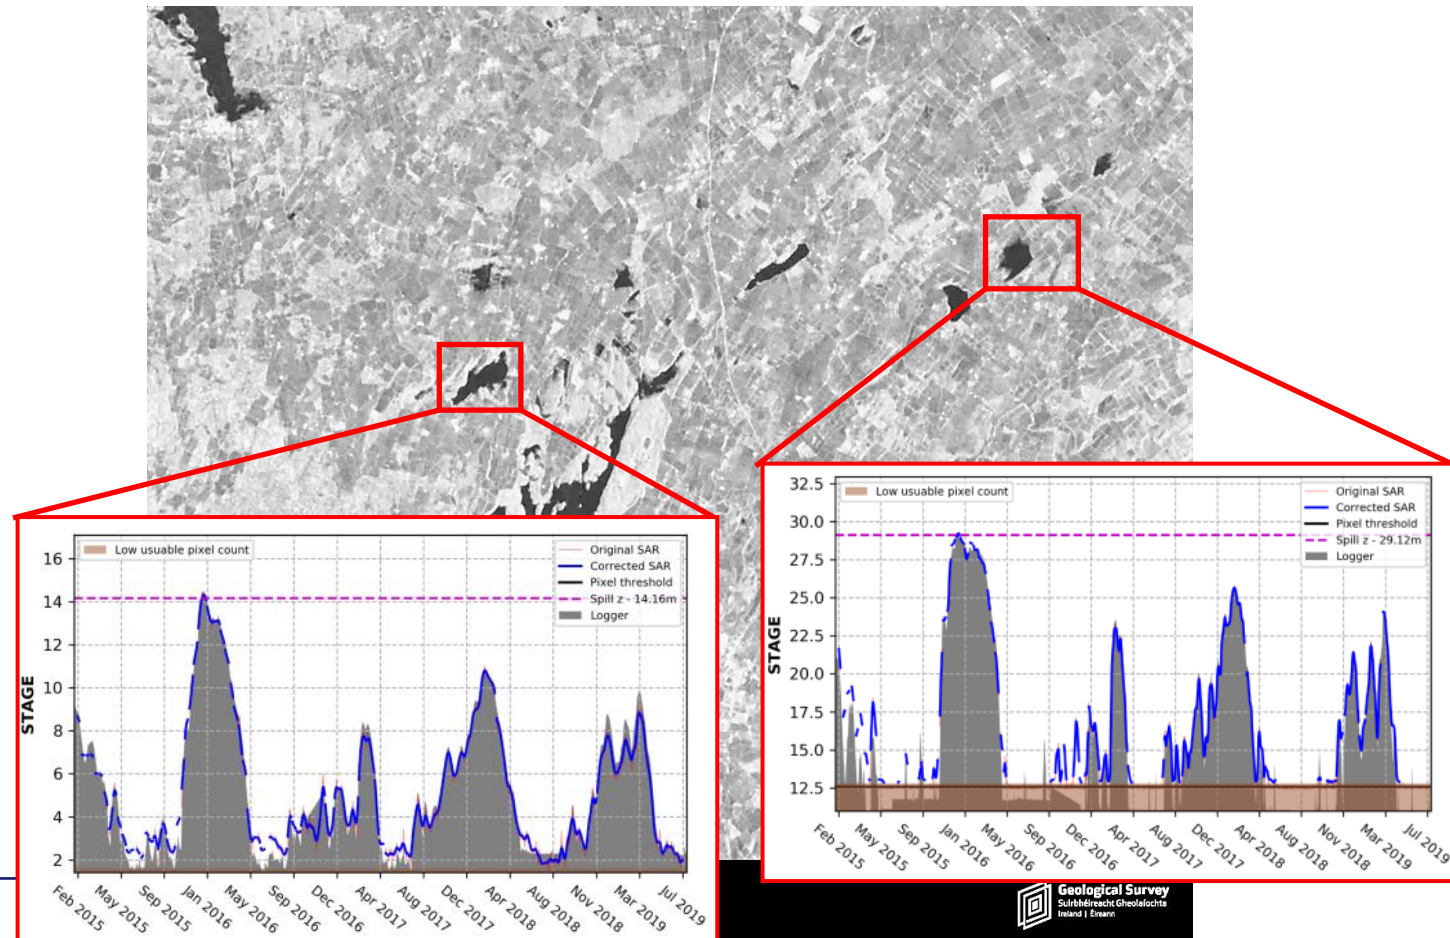 32.5
30.0
27.5
25.0
22.5
20.0
17.5
15.0
12.5
STAGE
Low usuable pixel count
Original SAR
Corrected SAR
Pixel threshold
Spill z - 29.12m
Logger
Feb 2015
May 2015
Sep 2015
Jan 2016
May 2016
Sep 2016
Dec 2016
Apr 2017
Aug 2017
Dec 2017
Apr 2018
Aug 2018
Nov 2018
Mar 2019
Jul 2019
16
14
12
10
8
6
4
2
STAGE
Low usuable pixel count
Original SAR
Corrected SAR
Pixel threshold
Spill z - 14.16m
Logger
Feb 2015
May 2015
Sep 2015
Jan 2016
May 2016
Sep 2016
Dec 2016
Apr 2017
Aug 2017
Dec 2017
Apr 2018
Aug 2018
Nov 2018
Mar 2019
Jul 2019
Geological Survey
Suirbhéireacht Gheolaíochta
Ireland | Éireann